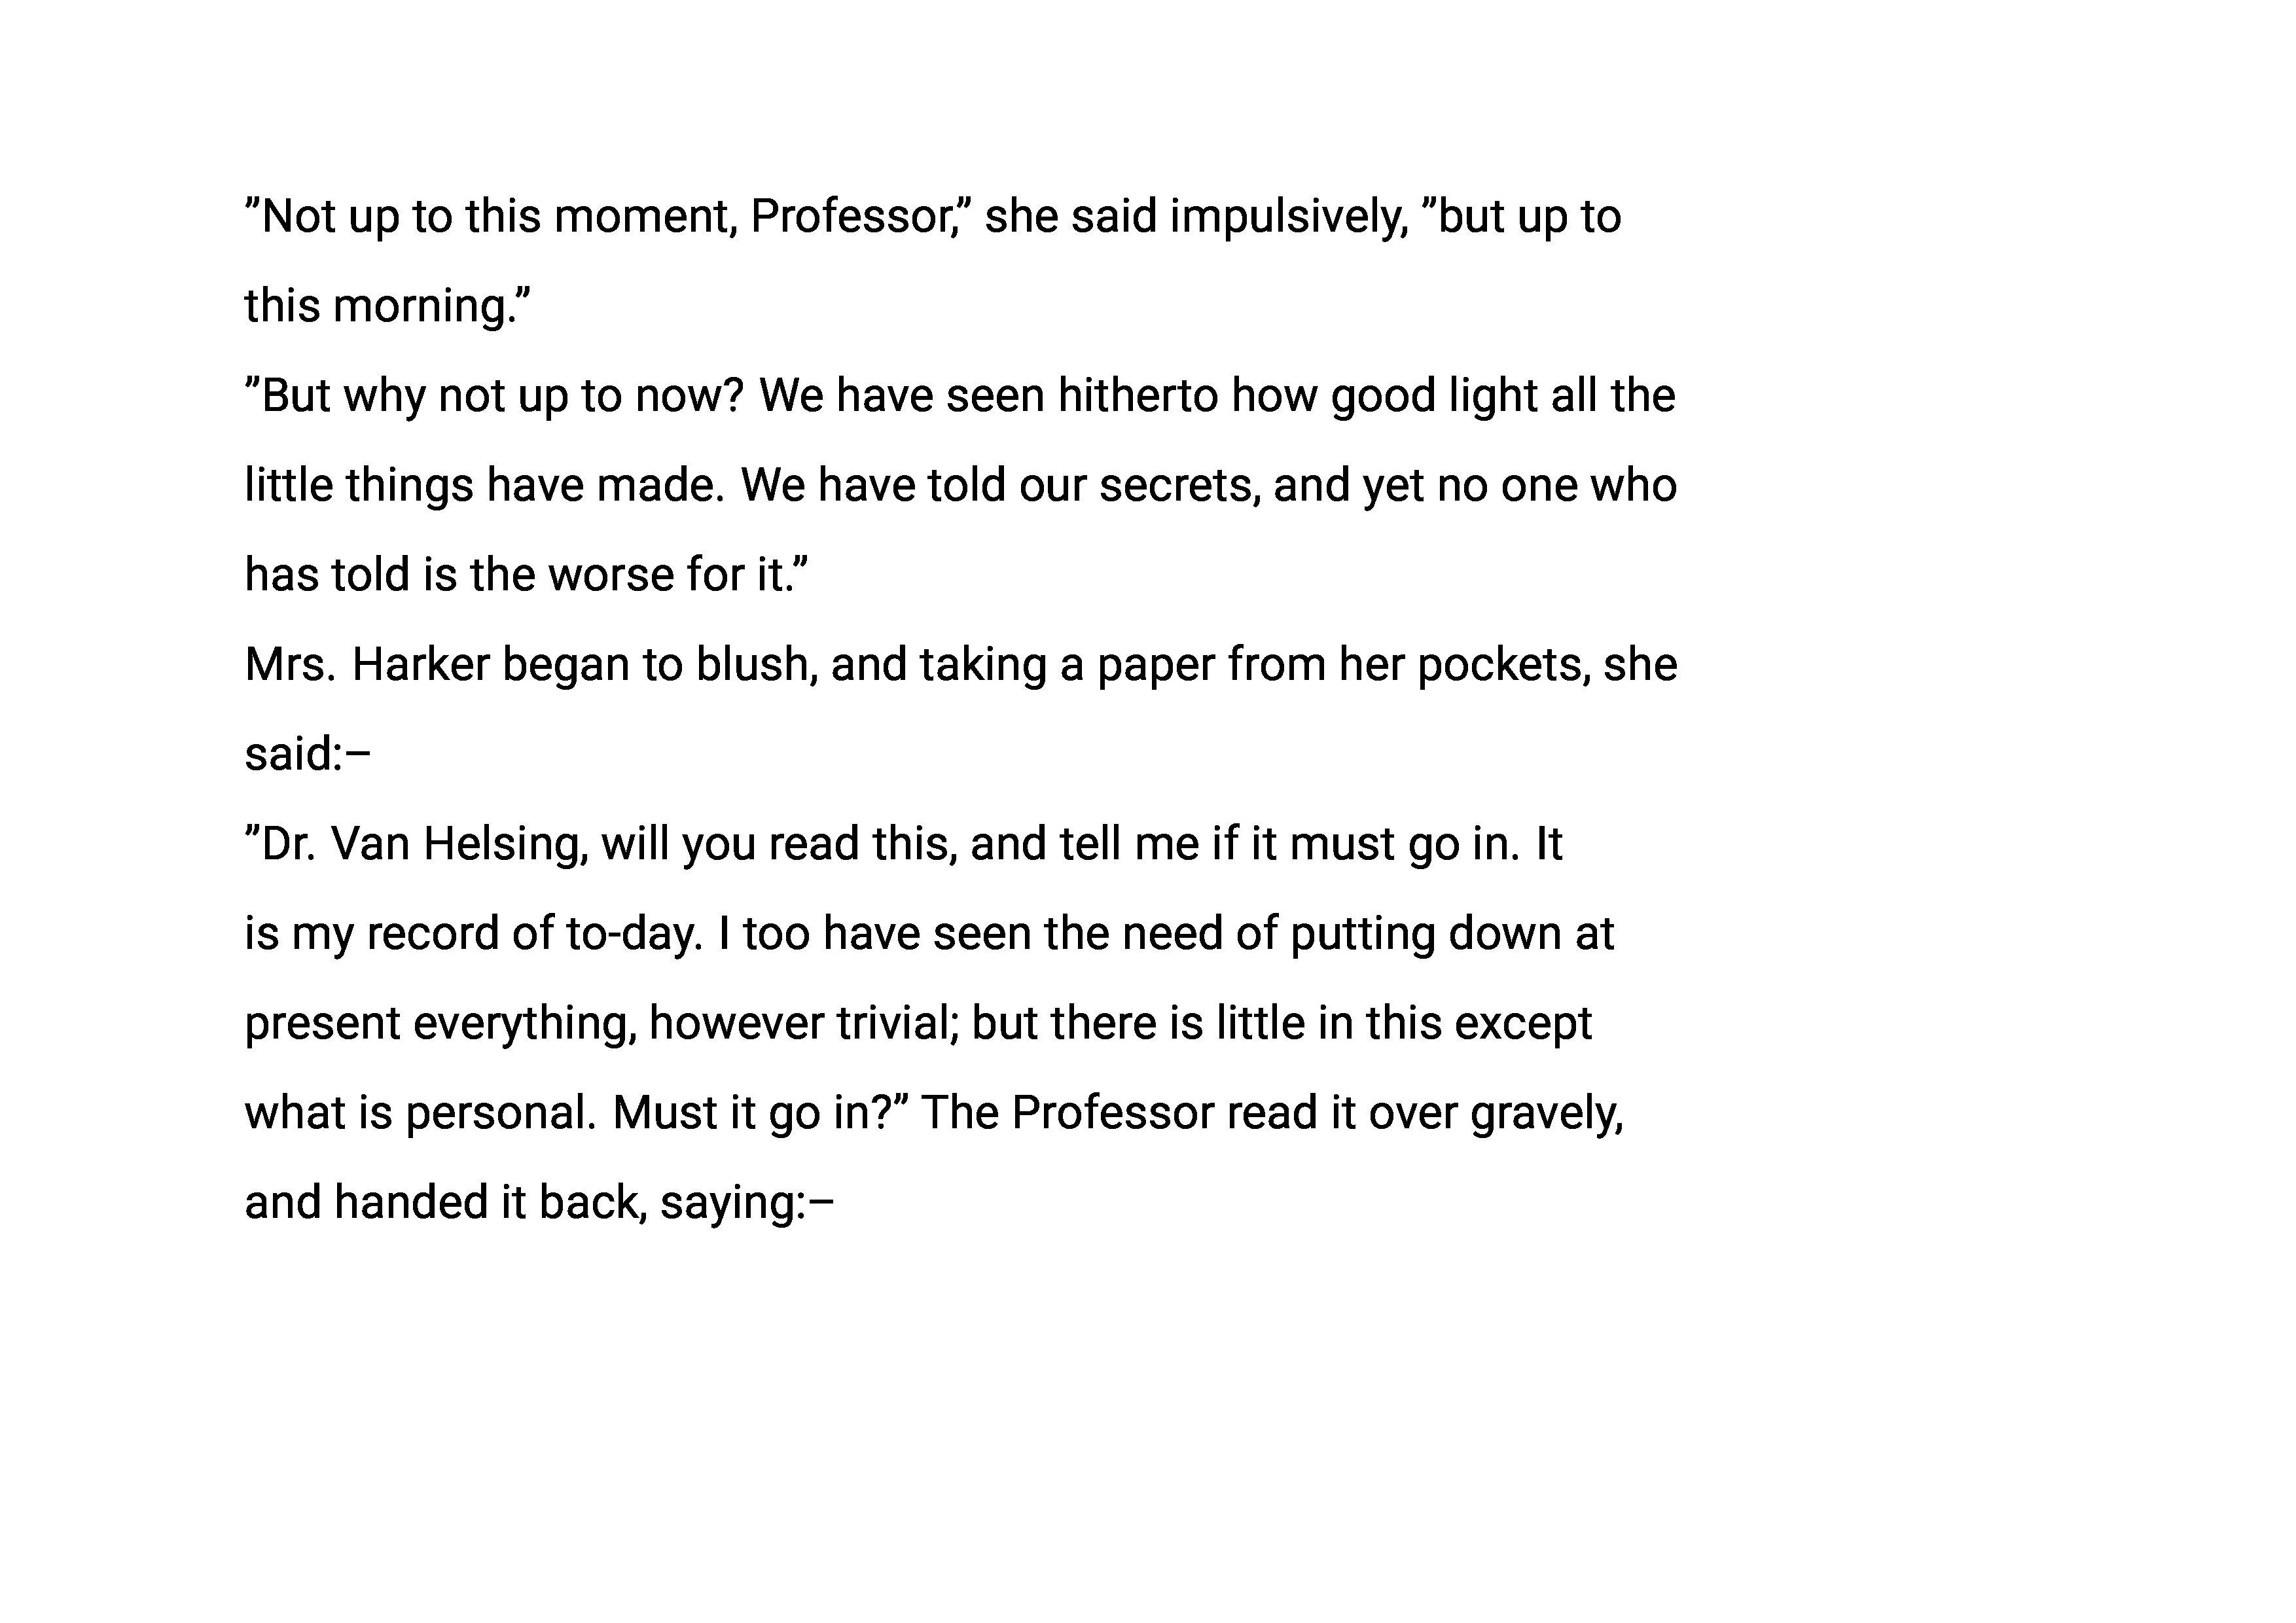 ”Not up to this moment, Professor,” she said impulsively, ”but up to
this morning.”
”But why not up to now? We have seen hitherto how good light all the
little things have made. We have told our secrets, and yet no one who
has told is the worse for it.”
Mrs. Harker began to blush, and taking a paper from her pockets, she
said:–
”Dr. Van Helsing, will you read this, and tell me if it must go in. It
is my record of to-day. I too have seen the need of putting down at
present everything, however trivial; but there is little in this except
what is personal. Must it go in?” The Professor read it over gravely,
and handed it back, saying:–